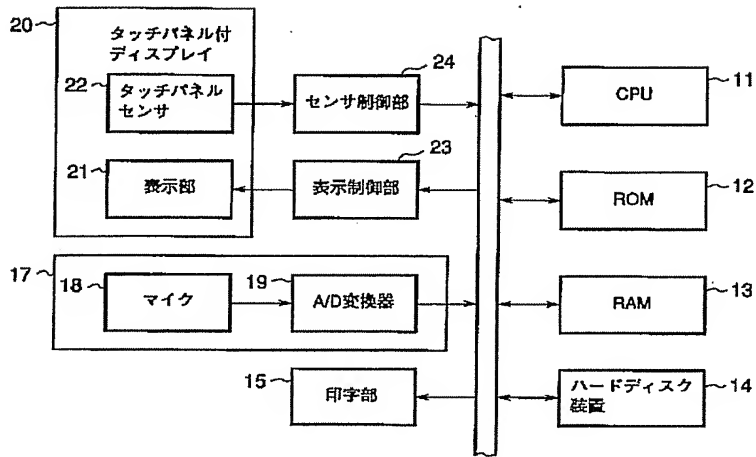 20
タッチパネル付
ディスプレイ
22
タッチパネル
センサ
24
センサ制御部
11
CPU
21
表示部
23
表示制御部
12
ROM
17
18
マイク
19
A/D変換器
13
RAM
15
印字部
14
ハードディスク
装置